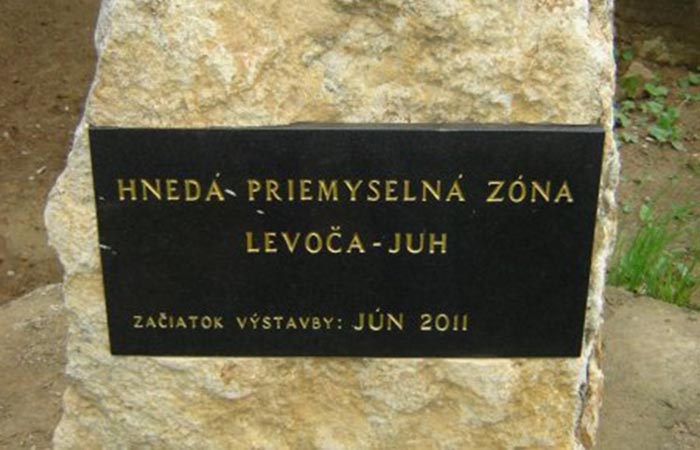 HNEDÁ PRIEMYSELNÁ ZÓNA
LEVOČA-JUH
ZAČIATOK VÝSTAVBY: JÚN 2011